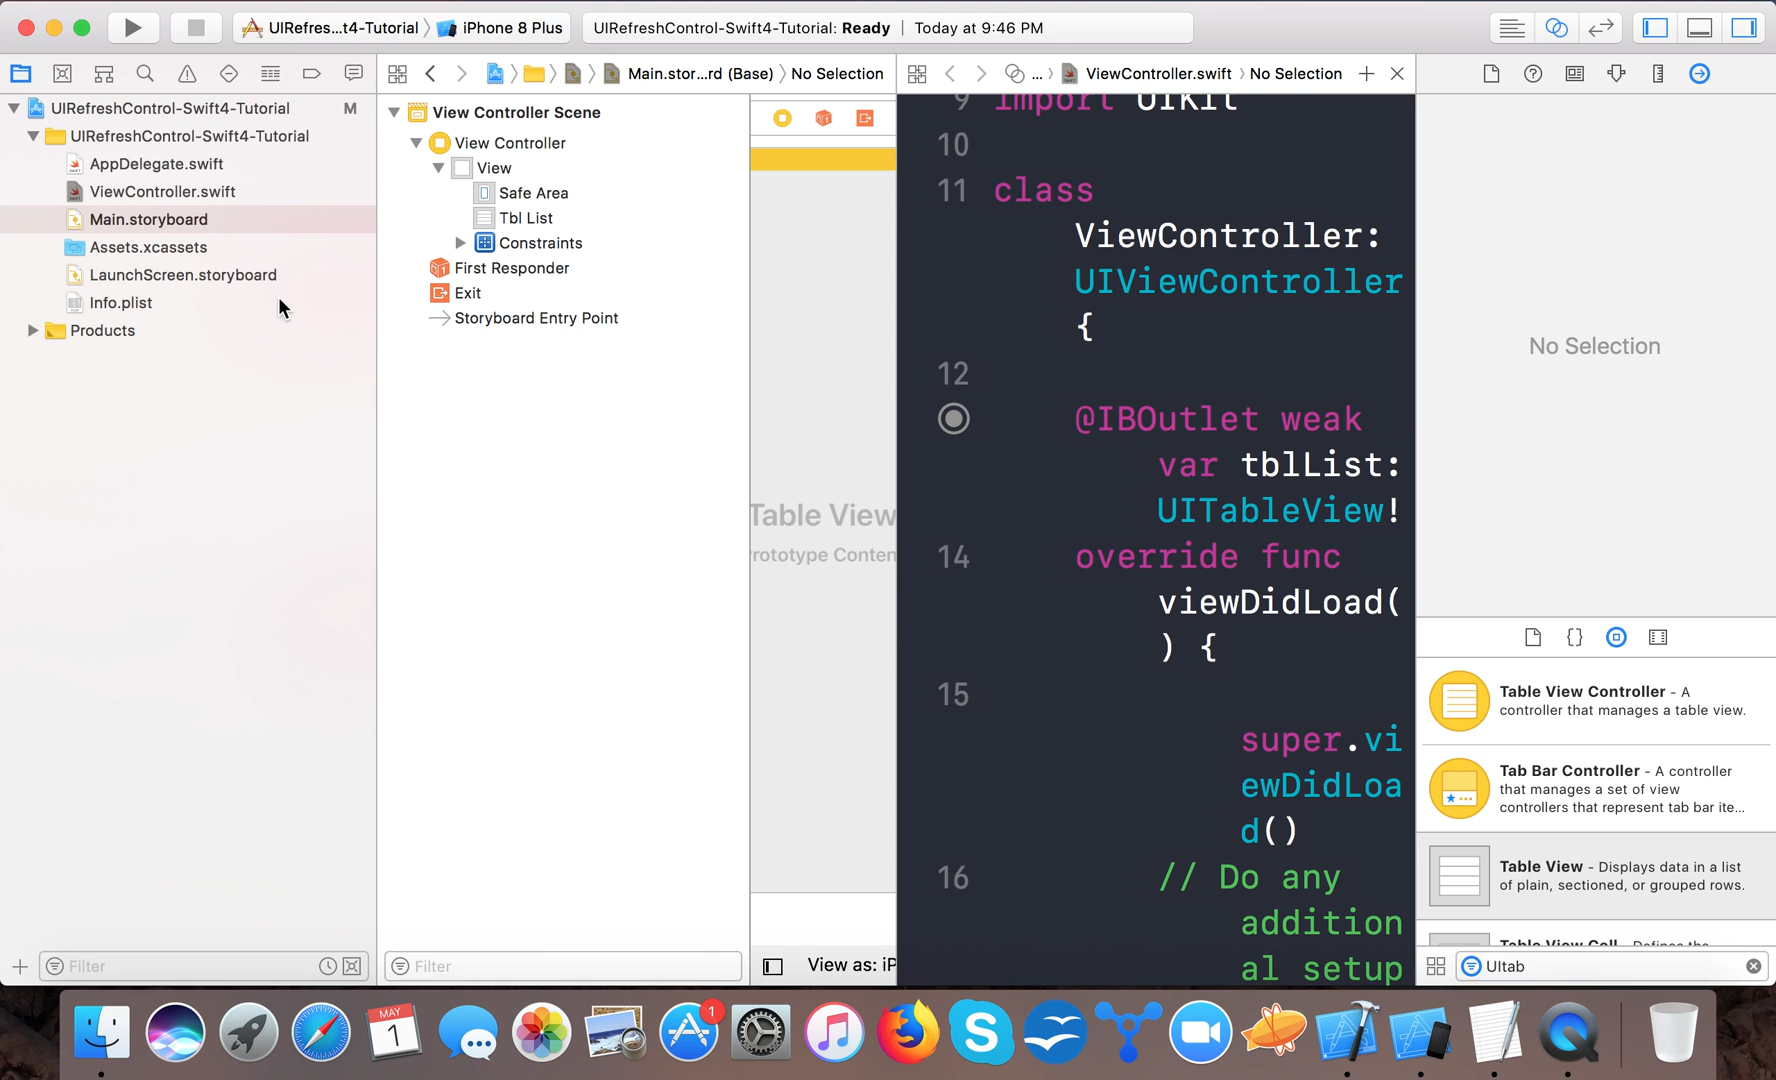 UIRefres...t4-Tutorial
iPhone 8 Plus
UIRefreshControl-Swift4-Tutorial: Ready | Today at 9:46 PM
Main.stor...rd (Base)
No Selection
...
ViewController.swift
No Selection
UIRefreshControl-Swift4-Tutorial
M
UIRefreshControl-Swift4-Tutorial
AppDelegate.swift
ViewController.swift
Main.storyboard
Assets.xcassets
LaunchScreen.storyboard
Info.plist
Products
Filter
View Controller Scene
View Controller
View
Safe Area
Tbl List
Constraints
First Responder
Exit
Storyboard Entry Point
Filter
Table View
rototype Conten
View as: iP
9 import UIKit
10
11 class
ViewController:
UIViewController
{
12
@IBOutlet weak
var tblList:
UITableView!
14 override func
viewDidLoad(
) {
15
super.vi
ewDidLoa
d()
16 // Do any
addition
al setup
No Selection
{}
Table View Controller - A
controller that manages a table view.
Tab Bar Controller - A controller
that manages a set of view
controllers that represent tab bar ite...
Table View - Displays data in a list
of plain, sectioned, or grouped rows.
Table View Cell - Defines the
UItab
MAY
1
1